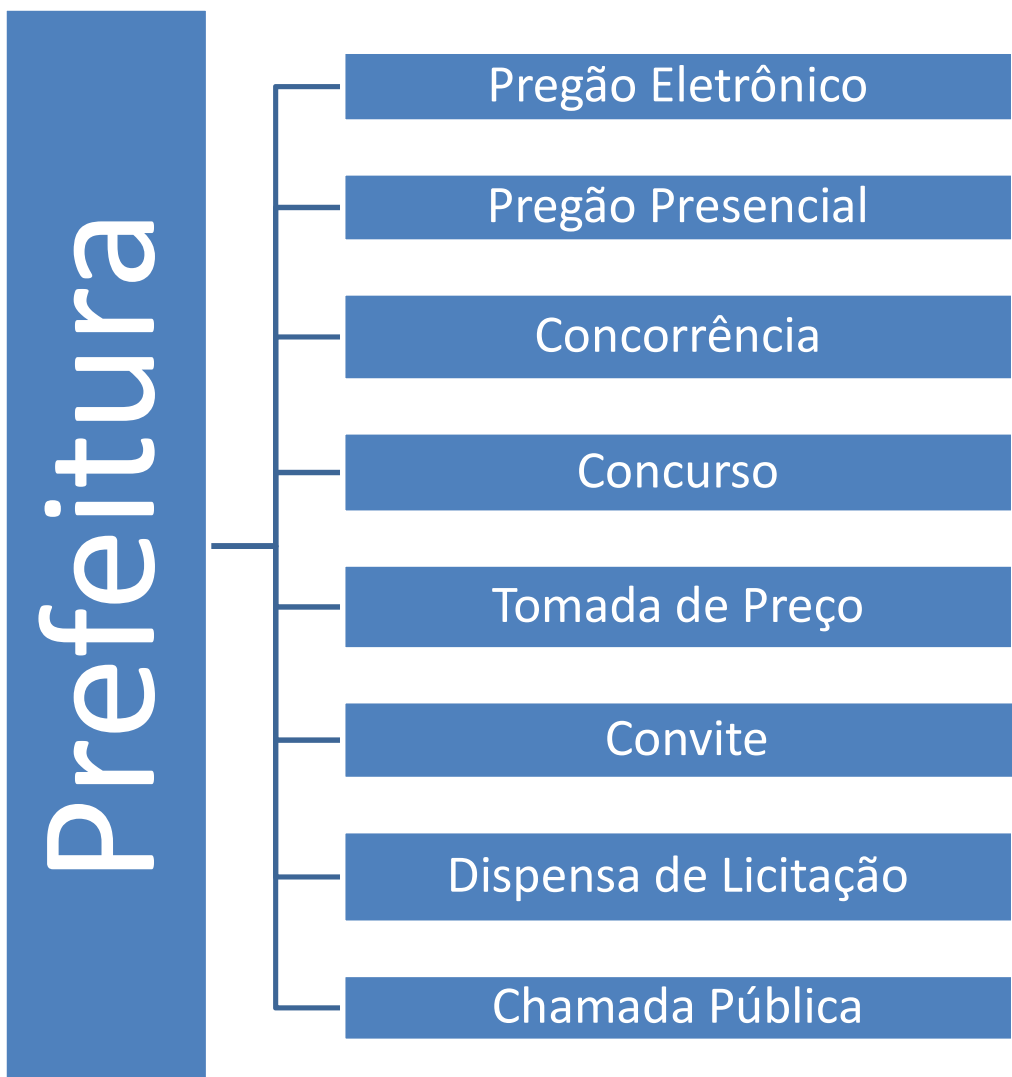 Prefeitura
Pregão Eletrônico
Pregão Presencial
Concorrência
Concurso
Tomada de Preço
Convite
Dispensa de Licitação
Chamada Pública